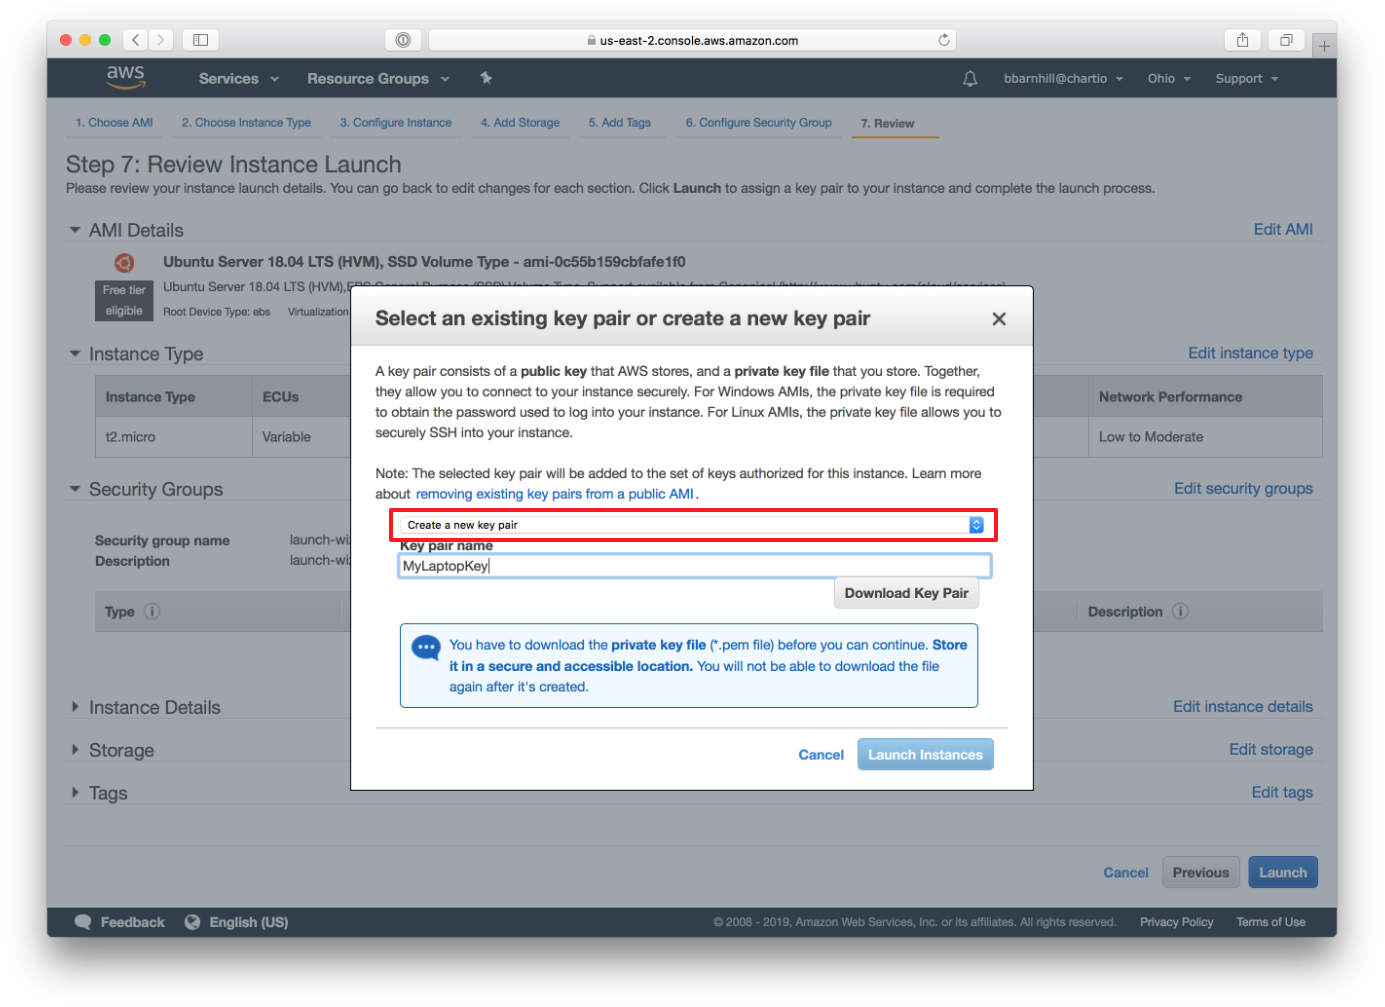 us-east-2.console.aws.amazon.com
aws Services Resource Groups bbarnhill@chartio Ohio Support
1. Choose AMI 2. Choose Instance Type 3. Configure Instance 4. Add Storage 5. Add Tags 6. Configure Security Group 7. Review
Step 7: Review Instance Launch
Please review your instance launch details. You can go back to edit changes for each section. Click Launch to assign a key pair to your instance and complete the launch process.
AMI Details Edit AMI
Ubuntu Server 18.04 LTS (HVM), SSD Volume Type - ami-0c55b159cbfafe1f0
Free tier eligible
Ubuntu Server 18.04 LTS (HVM),EBS General Purpose (SSD) Volume Type. Support available from Canonical (http://www.ubuntu.com/cloud/services).
Root Device Type: ebs Virtualization
Instance Type Edit instance type
Instance Type ECUs Network Performance
t2.micro Variable Low to Moderate
Security Groups Edit security groups
Security group name launch-wi
Description launch-wi
Type Description
Instance Details Edit instance details
Storage Edit storage
Tags Edit tags
Select an existing key pair or create a new key pair
A key pair consists of a public key that AWS stores, and a private key file that you store. Together,
they allow you to connect to your instance securely. For Windows AMIs, the private key file is required
to obtain the password used to log into your instance. For Linux AMIs, the private key file allows you to
securely SSH into your instance.
Note: The selected key pair will be added to the set of keys authorized for this instance. Learn more
about removing existing key pairs from a public AMI.
Create a new key pair
Key pair name
MyLaptopKey
Download Key Pair
You have to download the private key file (*.pem file) before you can continue. Store
it in a secure and accessible location. You will not be able to download the file
again after it's created.
Cancel Launch Instances
Cancel Previous Launch
Feedback English (US) © 2008 - 2019, Amazon Web Services, Inc. or its affiliates. All rights reserved. Privacy Policy Terms of Use